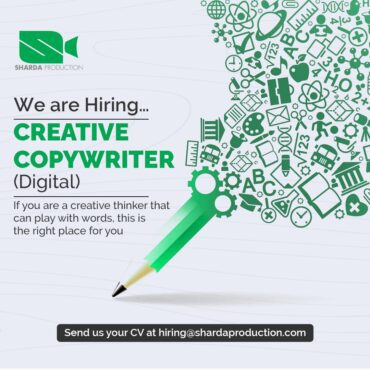 SHARDA PRODUCTION
We are Hiring...
CREATIVE
COPYWRITER
(Digital)
If you are a creative thinker that
can play with words, this is
the right place for you
Send us your CV at hiring@shardaproduction.com